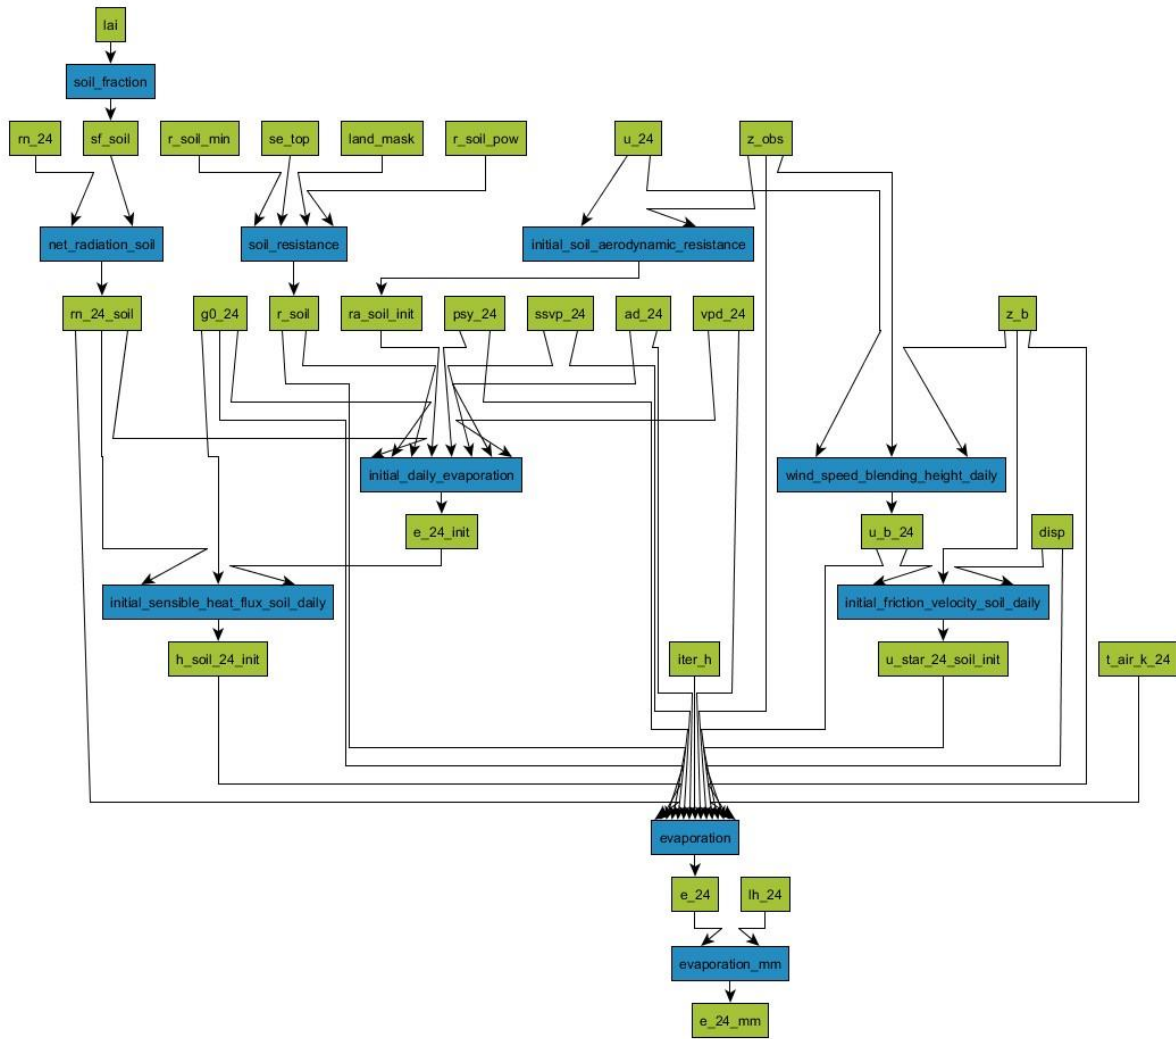 lai
soil_fraction
rn_24
sf_soil
r_soil_min
se_top
land_mask
r_soil_pow
u_24
z_obs
net_radiation_soil
soil_resistance
initial_soil_aerodynamic_resistance
rn_24_soil
g0_24
r_soil
ra_soil_init
psy_24
ssvp_24
ad_24
vpd_24
z_b
initial_daily_evaporation
wind_speed_blending_height_daily
e_24_init
u_b_24
disp
initial_sensible_heat_flux_soil_daily
initial_friction_velocity_soil_daily
h_soil_24_init
iter_h
u_star_24_soil_init
t_air_k_24
evaporation
e_24
lh_24
evaporation_mm
e_24_mm